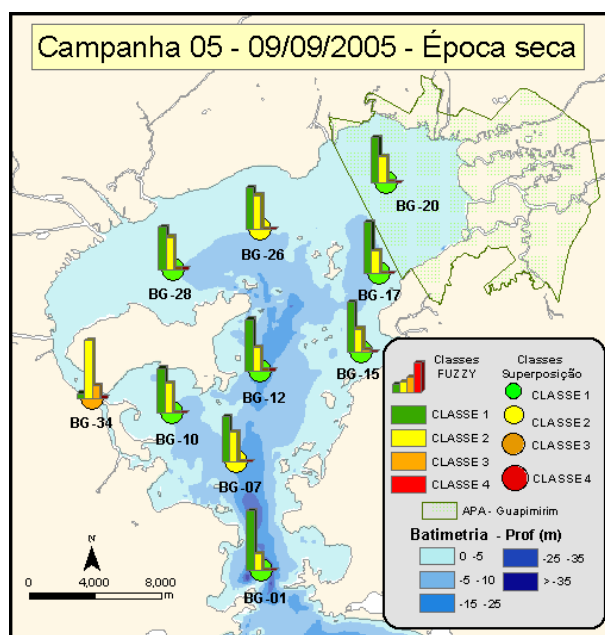 Campanha 05 - 09/09/2005 - Época seca
BG-20
BG-26
BG-28
BG-17
BG-15
BG-12
BG-34
BG-10
BG-07
BG-01
N
0 4,000 8,000
m
Classes
FUZZY
CLASSE 1
CLASSE 2
CLASSE 3
CLASSE 4
Classes
Superposição
CLASSE 1
CLASSE 2
CLASSE 3
CLASSE 4
APA - Guapimirim
Batimetria - Prof (m)
0 -5
-5 - 10
-15 - 25
-25 - 35
>-35